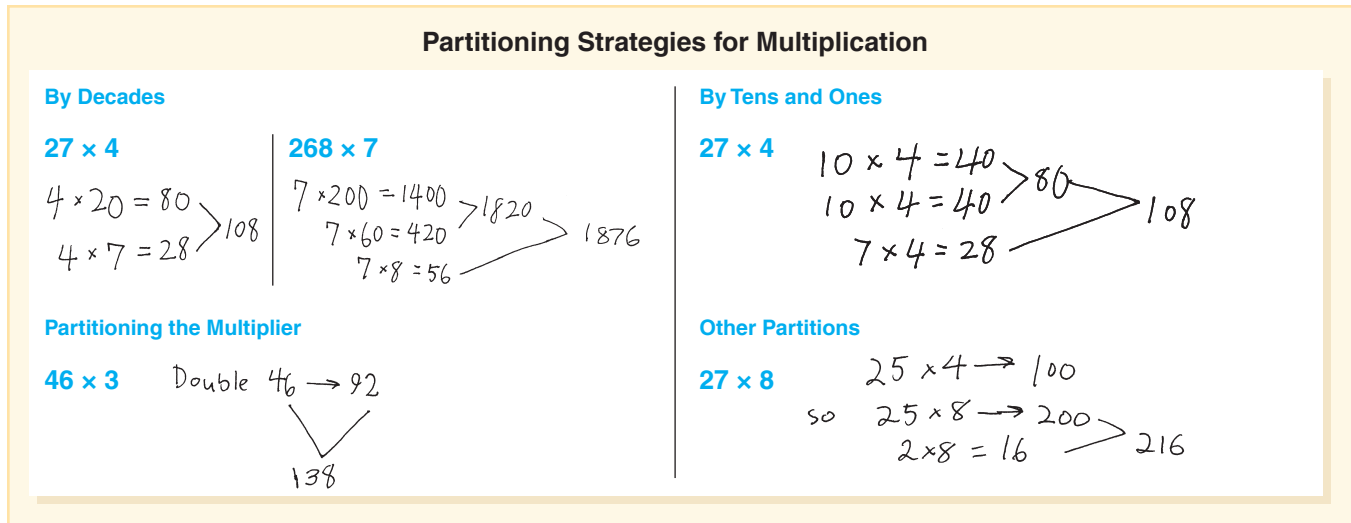 Partitioning Strategies for Multiplication
By Decades
27 × 4
4 × 20 = 80
4 × 7 = 28
108
268 × 7
7 × 200 = 1400
7 × 60 = 420
1820
7 × 8 = 56
1876
Partitioning the Multiplier
46 × 3
Double 46 → 92
138
By Tens and Ones
27 × 4
10 × 4 = 40
10 × 4 = 40
80
7 × 4 = 28
108
Other Partitions
27 × 8
25 × 4 → 100
so 25 × 8 → 200
2 × 8 = 16
216